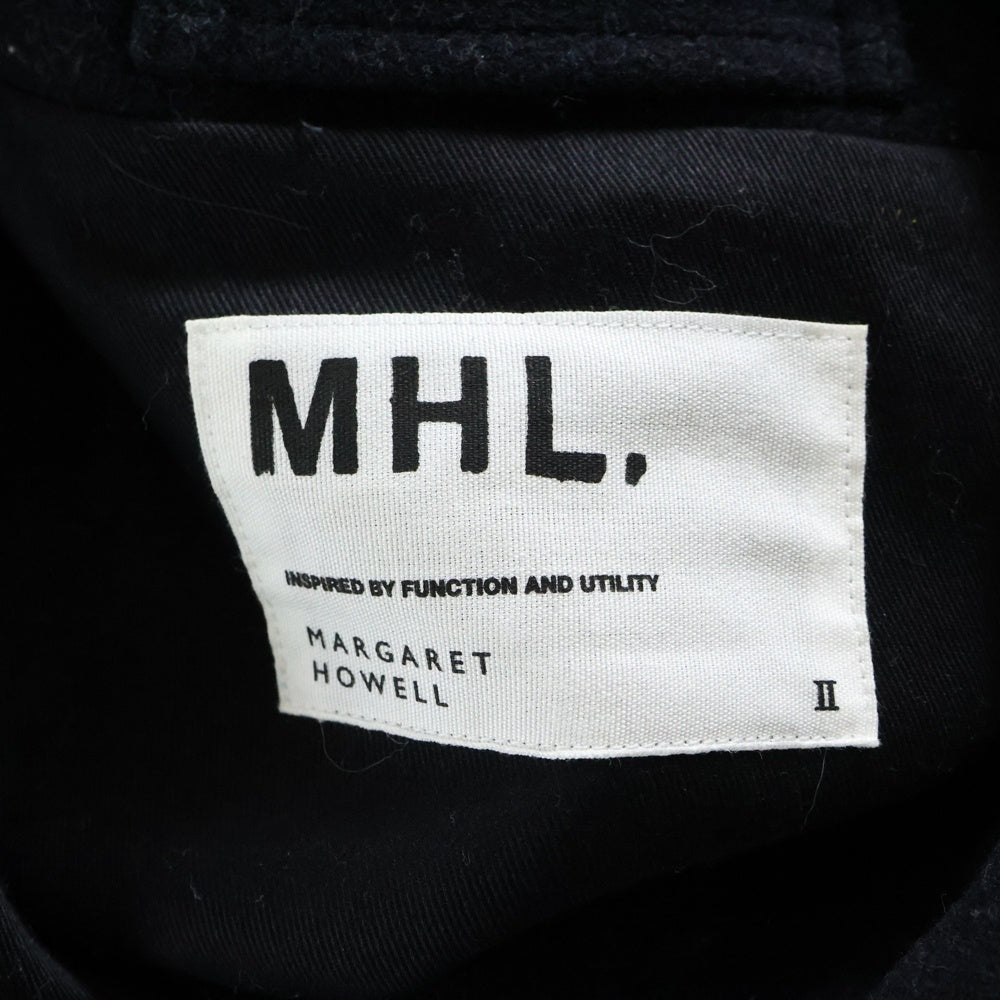 MHL.
INSPIRED BY FUNCTION AND UTILITY
MARGARET
HOWELL
II